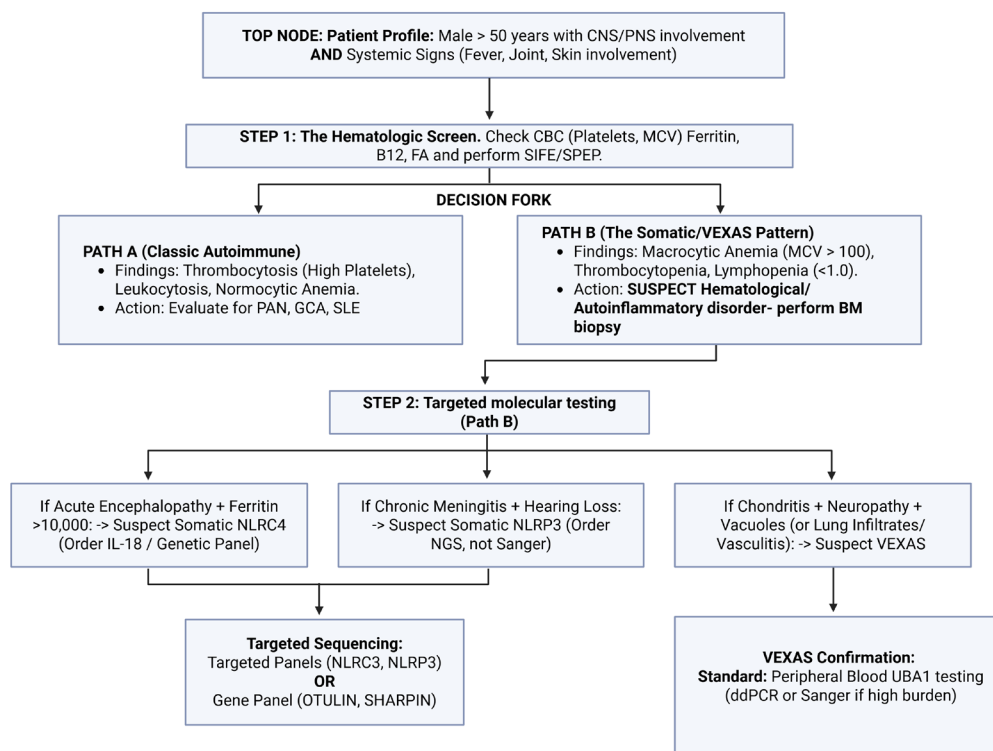 TOP NODE: Patient Profile: Male > 50 years with CNS/PNS involvement
AND Systemic Signs (Fever, Joint, Skin involvement)
STEP 1: The Hematologic Screen. Check CBC (Platelets, MCV) Ferritin,
B12, FA and perform SIFE/SPEP.
DECISION FORK
PATH A (Classic Autoimmune)
• Findings: Thrombocytosis (High Platelets),
Leukocytosis, Normocytic Anemia.
• Action: Evaluate for PAN, GCA, SLE
PATH B (The Somatic/VEXAS Pattern)
• Findings: Macrocytic Anemia (MCV > 100),
Thrombocytopenia, Lymphopenia (<1.0).
• Action: SUSPECT Hematological/
Autoinflammatory disorder- perform BM
biopsy
STEP 2: Targeted molecular testing
(Path B)
If Acute Encephalopathy + Ferritin
>10,000: -> Suspect Somatic NLRC4
(Order IL-18 / Genetic Panel)
If Chronic Meningitis + Hearing Loss:
-> Suspect Somatic NLRP3 (Order
NGS, not Sanger)
If Chondritis + Neuropathy +
Vacuoles (or Lung Infiltrates/
Vasculitis): -> Suspect VEXAS
Targeted Sequencing:
Targeted Panels (NLRC3, NLRP3)
OR
Gene Panel (OTULIN, SHARPIN)
VEXAS Confirmation:
Standard: Peripheral Blood UBA1 testing
(ddPCR or Sanger if high burden)